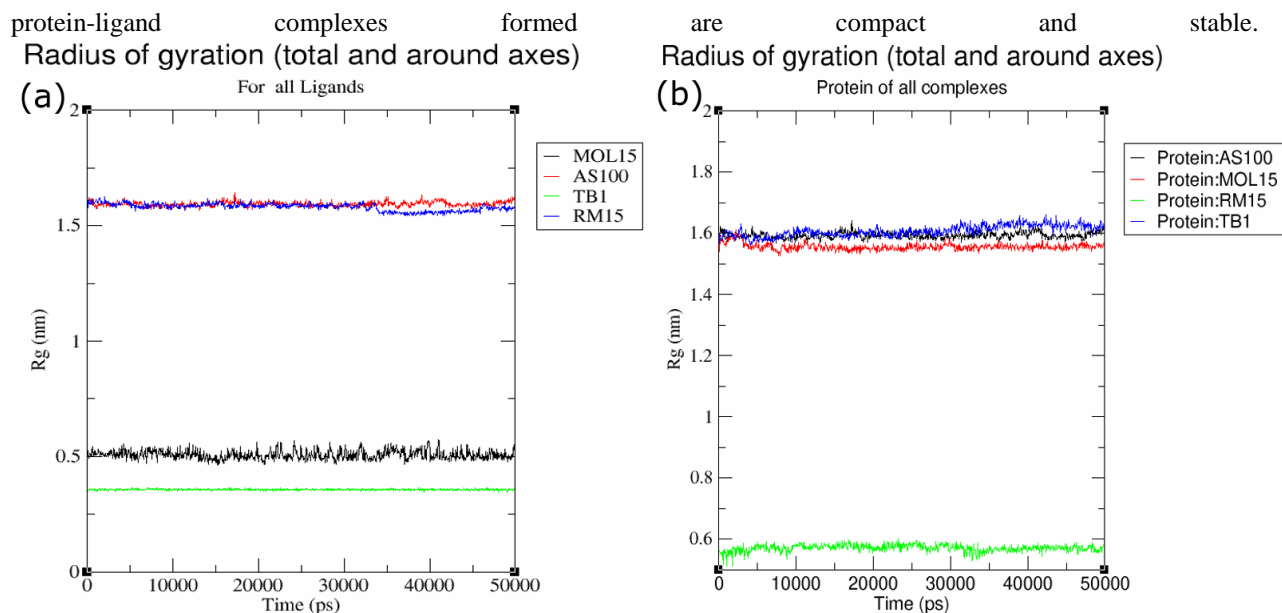 protein-ligand complexes formed are compact and stable.
Radius of gyration (total and around axes)
For all Ligands
(a)
2
1.5
1
0.5
0
Rg (nm)
0 10000 20000 30000 40000 50000
Time (ps)
MOL15
AS100
TB1
RM15
Radius of gyration (total and around axes)
Protein of all complexes
(b)
2
1.8
1.6
1.4
1.2
1
0.8
0.6
Rg (nm)
0 10000 20000 30000 40000 50000
Time (ps)
Protein:AS100
Protein:MOL15
Protein:RM15
Protein:TB1